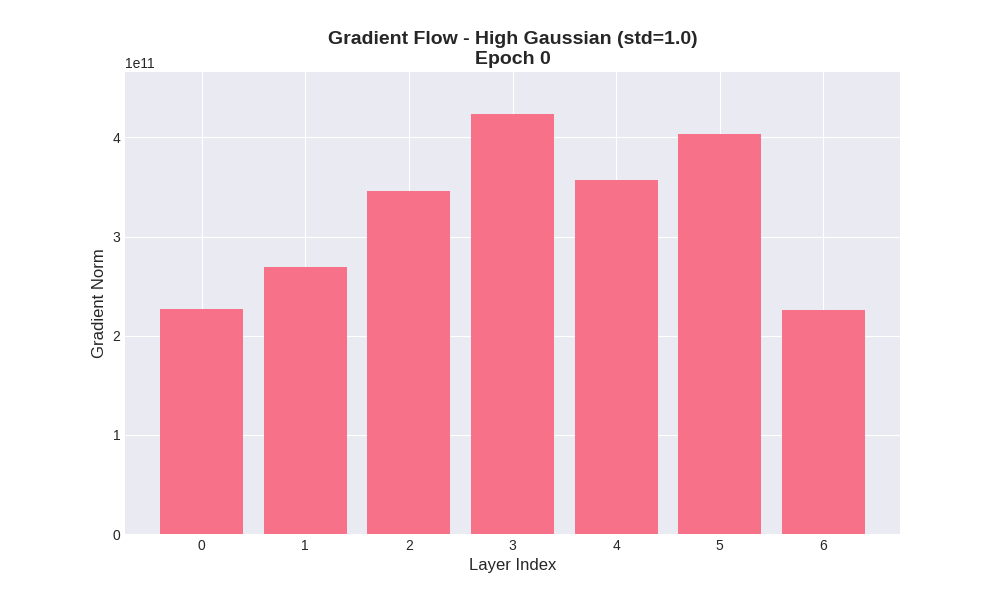 Gradient Flow - High Gaussian (std=1.0)
Epoch 0
1e11
4
3
2
1
0
Gradient Norm
0 1 2 3 4 5 6
Layer Index